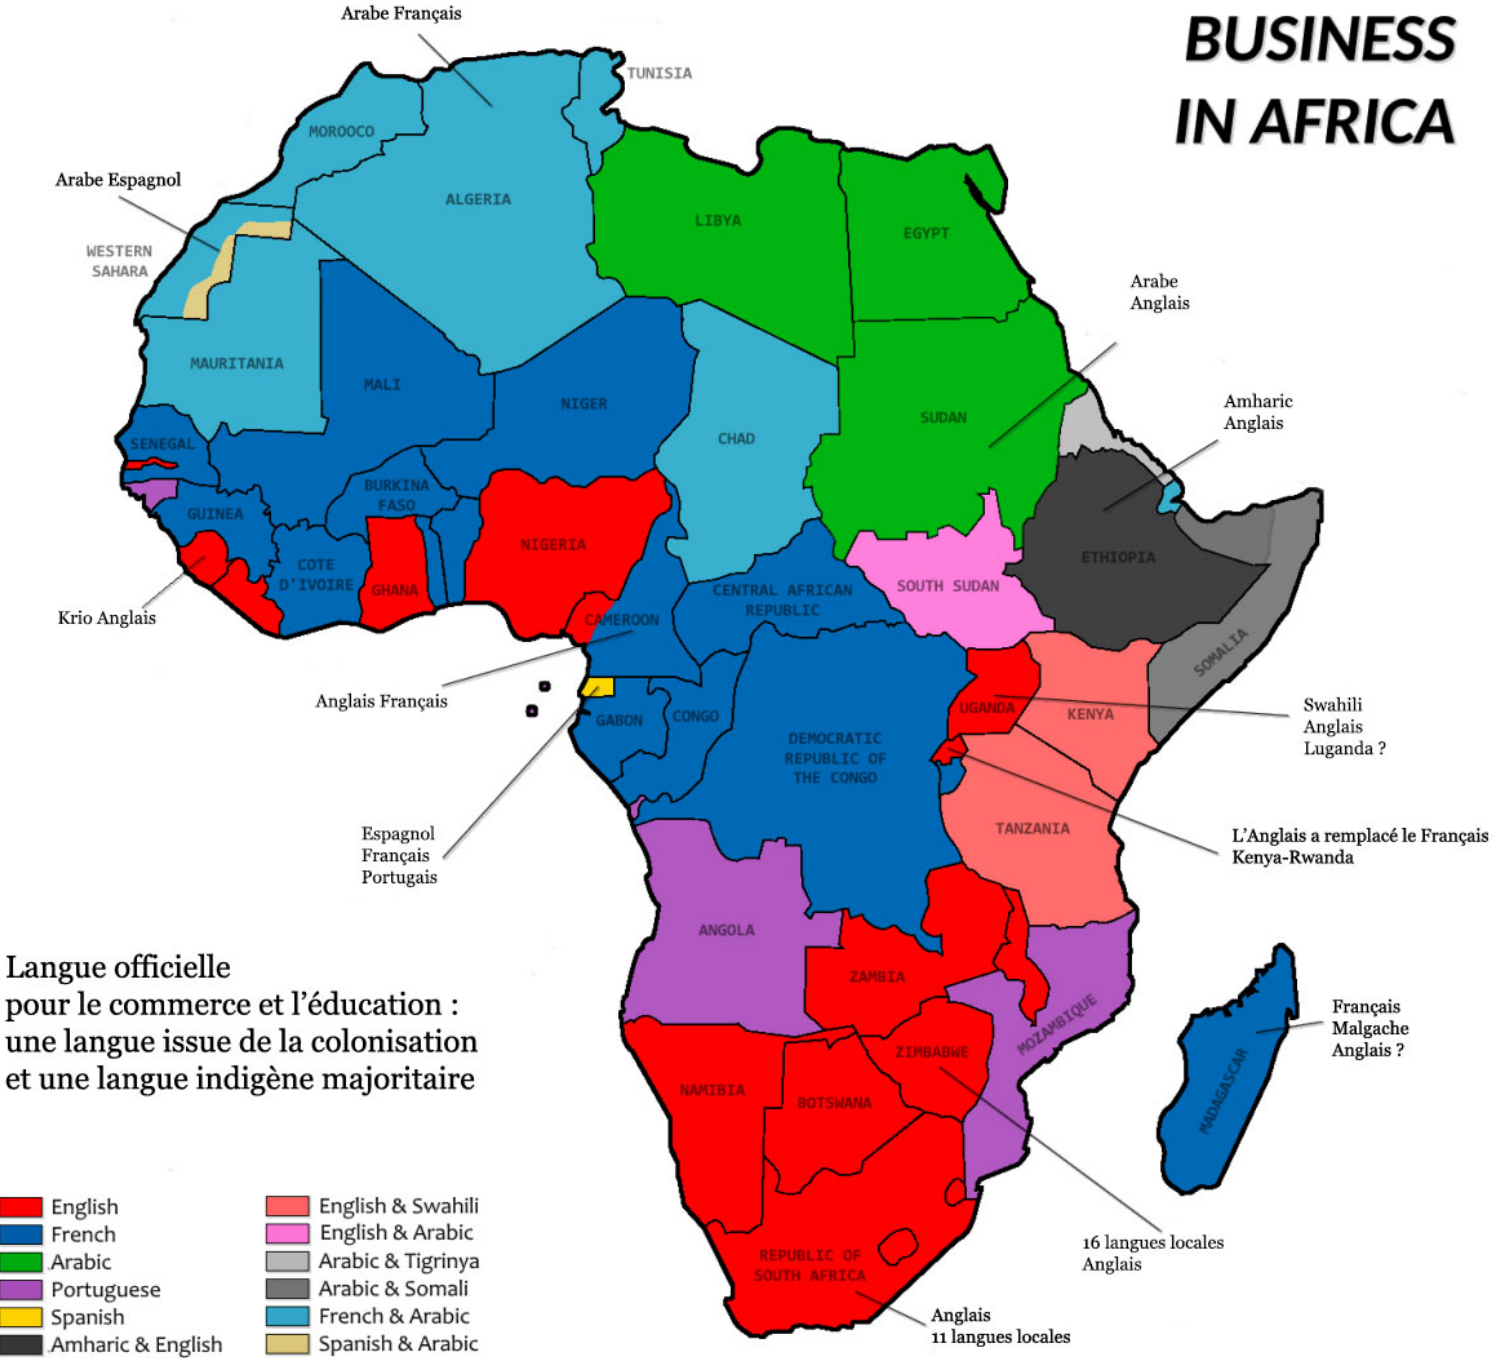 BUSINESS
IN AFRICA
Arabe Français
TUNISIA
MOROOCO
Arabe Espagnol
ALGERIA
LIBYA
EGYPT
WESTERN
SAHARA
Arabe
Anglais
MAURITANIA
MALI
NIGER
CHAD
SUDAN
Amharic
Anglais
SENEGAL
BURKINA
FASO
GUINEA
NIGERIA
ETHIOPIA
COTE
D'IVOIRE
GHANA
CENTRAL AFRICAN
REPUBLIC
SOUTH SUDAN
Krio Anglais
CAMEROON
SOMALIA
Anglais Français
GABON
CONGO
UGANDA
KENYA
Swahili
Anglais
Luganda ?
DEMOCRATIC
REPUBLIC OF
THE CONGO
Espagnol
Français
Portugais
TANZANIA
L'Anglais a remplacé le Français
Kenya-Rwanda
ANGOLA
ZAMBIA
Langue officielle
pour le commerce et l'éducation :
une langue issue de la colonisation
et une langue indigène majoritaire
MOZAMBIQUE
Français
Malgache
Anglais ?
ZIMBABWE
NAMIBIA
BOTSWANA
MADAGASCAR
16 langues locales
Anglais
REPUBLIC OF
SOUTH AFRICA
Anglais
11 langues locales
English
French
.Arabic
Portuguese
Spanish
Amharic & English
English & Swahili
English & Arabic
Arabic & Tigrinya
Arabic & Somali
French & Arabic
Spanish & Arabic